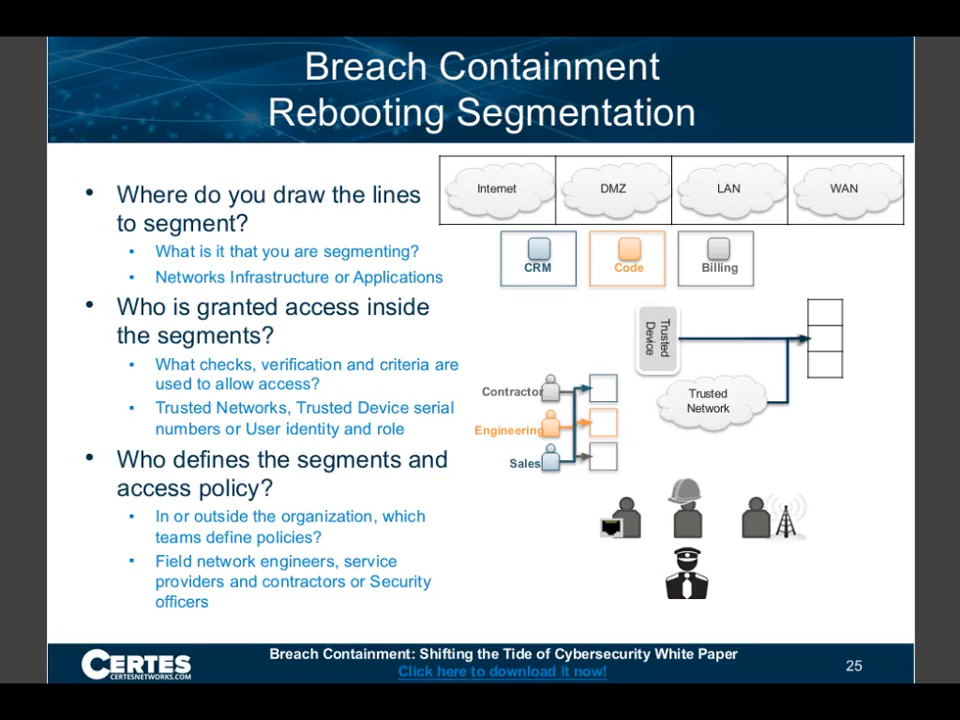 Breach Containment
Rebooting Segmentation
• Where do you draw the lines
to segment?
▪ What is it that you are segmenting?
▪ Networks Infrastructure or Applications
• Who is granted access inside
the segments?
▪ What checks, verification and criteria are
used to allow access?
▪ Trusted Networks, Trusted Device serial
numbers or User identity and role
• Who defines the segments and
access policy?
▪ In or outside the organization, which
teams define policies?
▪ Field network engineers, service
providers and contractors or Security
officers
Internet
DMZ
LAN
WAN
CRM
Code
Billing
Trusted
Device
Trusted
Network
Contractor
Engineering
Sales
CERTES
CERTESNETWORKS.COM
Breach Containment: Shifting the Tide of Cybersecurity White Paper
Click here to download it now!
25